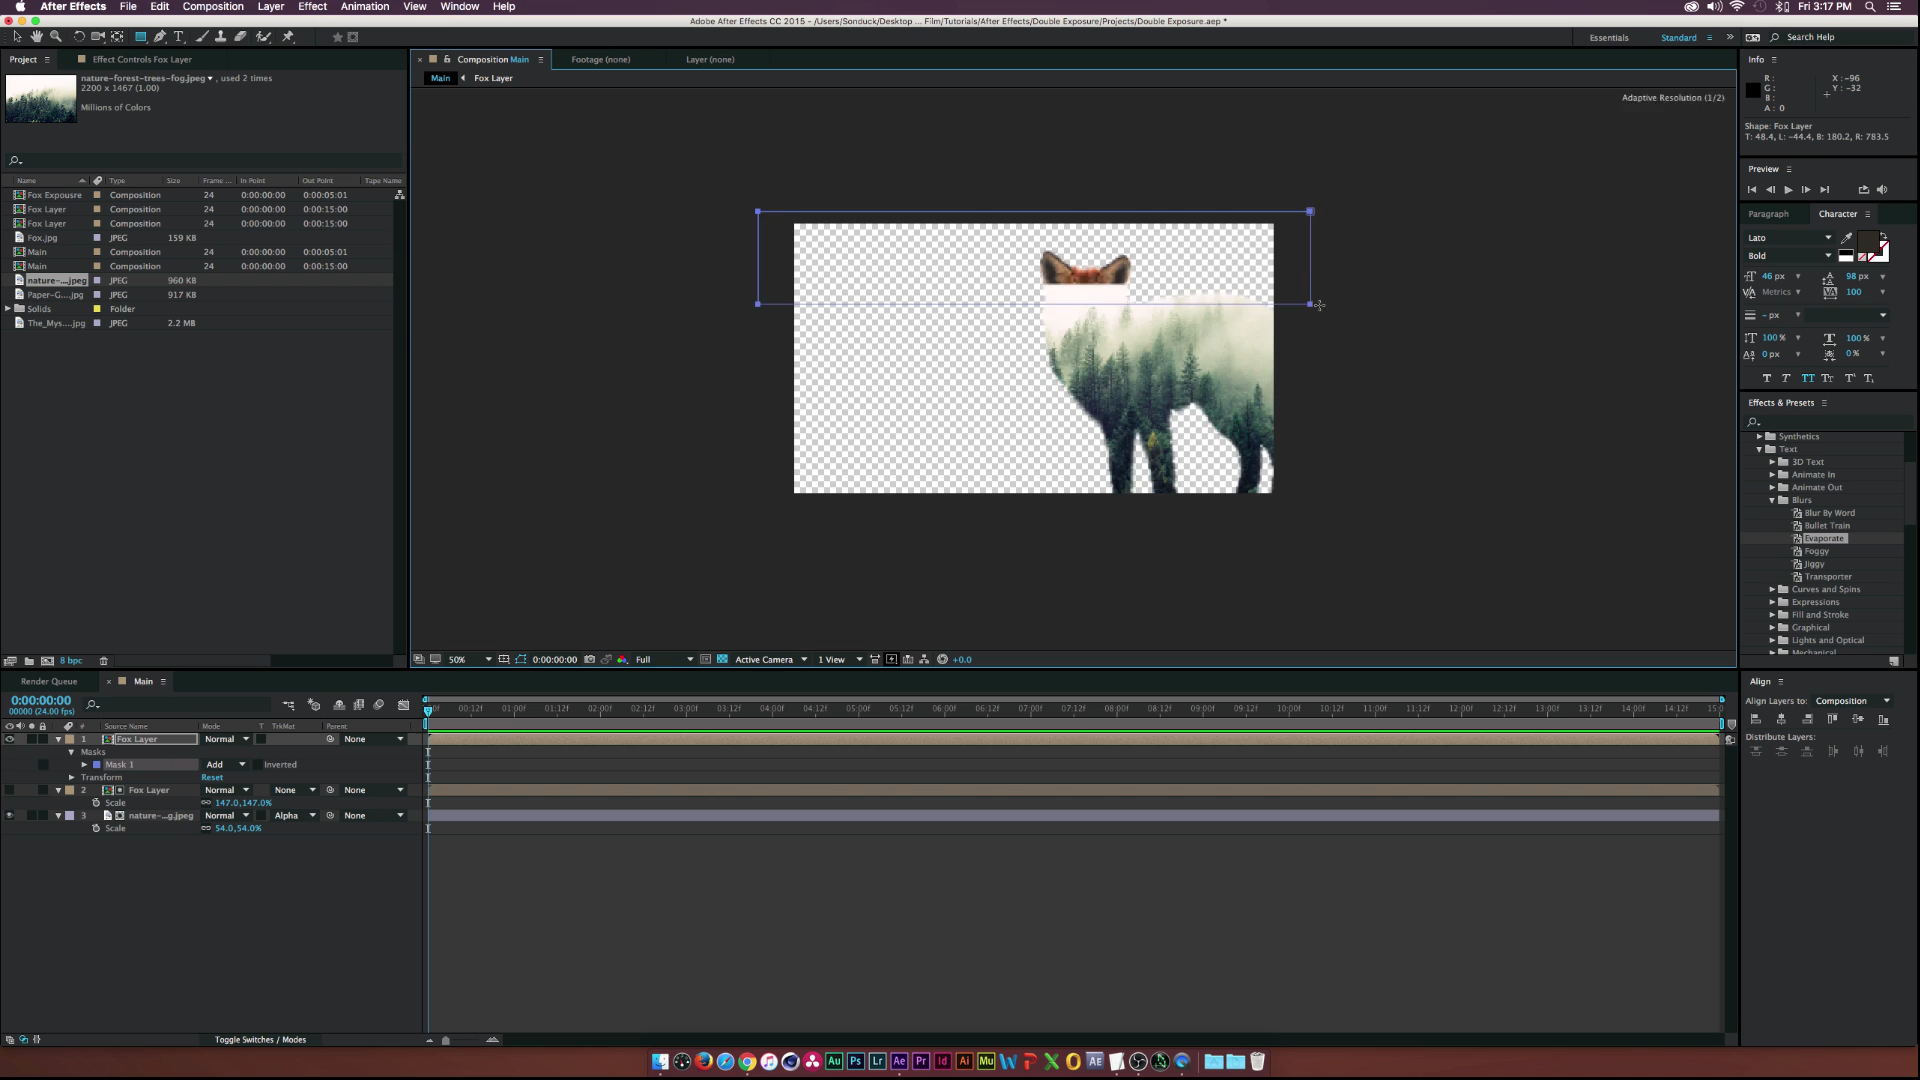 After Effects File Edit Composition Layer Effect Animation View Window Help Fri 3:17 PM
Adobe After Effects CC 2015 - /Users/Sonduck/Desktop ... Film/Tutorials/After Effects/Double Exposure/Projects/Double Exposure.aep *
Essentials Standard Search Help
Project Effect Controls Fox Layer
nature-forest-trees-fog.jpeg, used 2 times
2200 x 1467 (1.00)
Millions of Colors
Name Type Size Frame ... In Point Out Point Tape Name
Fox Expousre Composition 24 0:00:00:00 0:00:05:01
Fox Layer Composition 24 0:00:00:00 0:00:15:00
Fox Layer Composition 24 0:00:00:00 0:00:15:00
Fox.jpg JPEG 159 KB
Main Composition 24 0:00:00:00 0:00:05:01
Main Composition 24 0:00:00:00 0:00:15:00
nature-...jpeg JPEG 960 KB
Paper-G....jpg JPEG 917 KB
Solids Folder
The_Mys....jpg JPEG 2.2 MB
8 bpc
Composition Main Footage (none) Layer (none)
Main Fox Layer
Adaptive Resolution (1/2)
50% 0:00:00:00 Full Active Camera 1 View +0.0
Info
R: X: -96
G: Y: -32
B:
A: 0
Shape: Fox Layer
T: 48.4, L: -44.4, B: 180.2, R: 783.5
Preview
Paragraph Character
Lato
Bold
46 px 98 px
Metrics 100
- px
100 % 100 %
0 px 0 %
T T TT Tt
Effects & Presets
Synthetics
Text
3D Text
Animate In
Animate Out
Blurs
Blur By Word
Bullet Train
Evaporate
Foggy
Jiggy
Transporter
Curves and Spins
Expressions
Fill and Stroke
Graphical
Lights and Optical
Mechanical
Render Queue Main
0:00:00:00
00000 (24.00 fps)
00:12f 01:00f 01:12f 02:00f 02:12f 03:00f 03:12f 04:00f 04:12f 05:00f 05:12f 06:00f 06:12f 07:00f 07:12f 08:00f 08:12f 09:00f 09:12f 10:00f 10:12f 11:00f 11:12f 12:00f 12:12f 13:00f 13:12f 14:00f 14:12f 15:0
# Source Name Mode T TrkMat Parent
1 Fox Layer Normal None
Masks
Mask 1 Add Inverted
Transform Reset
2 Fox Layer Normal None None
Scale 147.0,147.0%
3 nature-...g.jpeg Normal Alpha None
Scale 54.0,54.0%
Toggle Switches / Modes
Align
Align Layers to: Composition
Distribute Layers:
Au Ps Lr Ae Pr Id Ai Mu W P X O AE